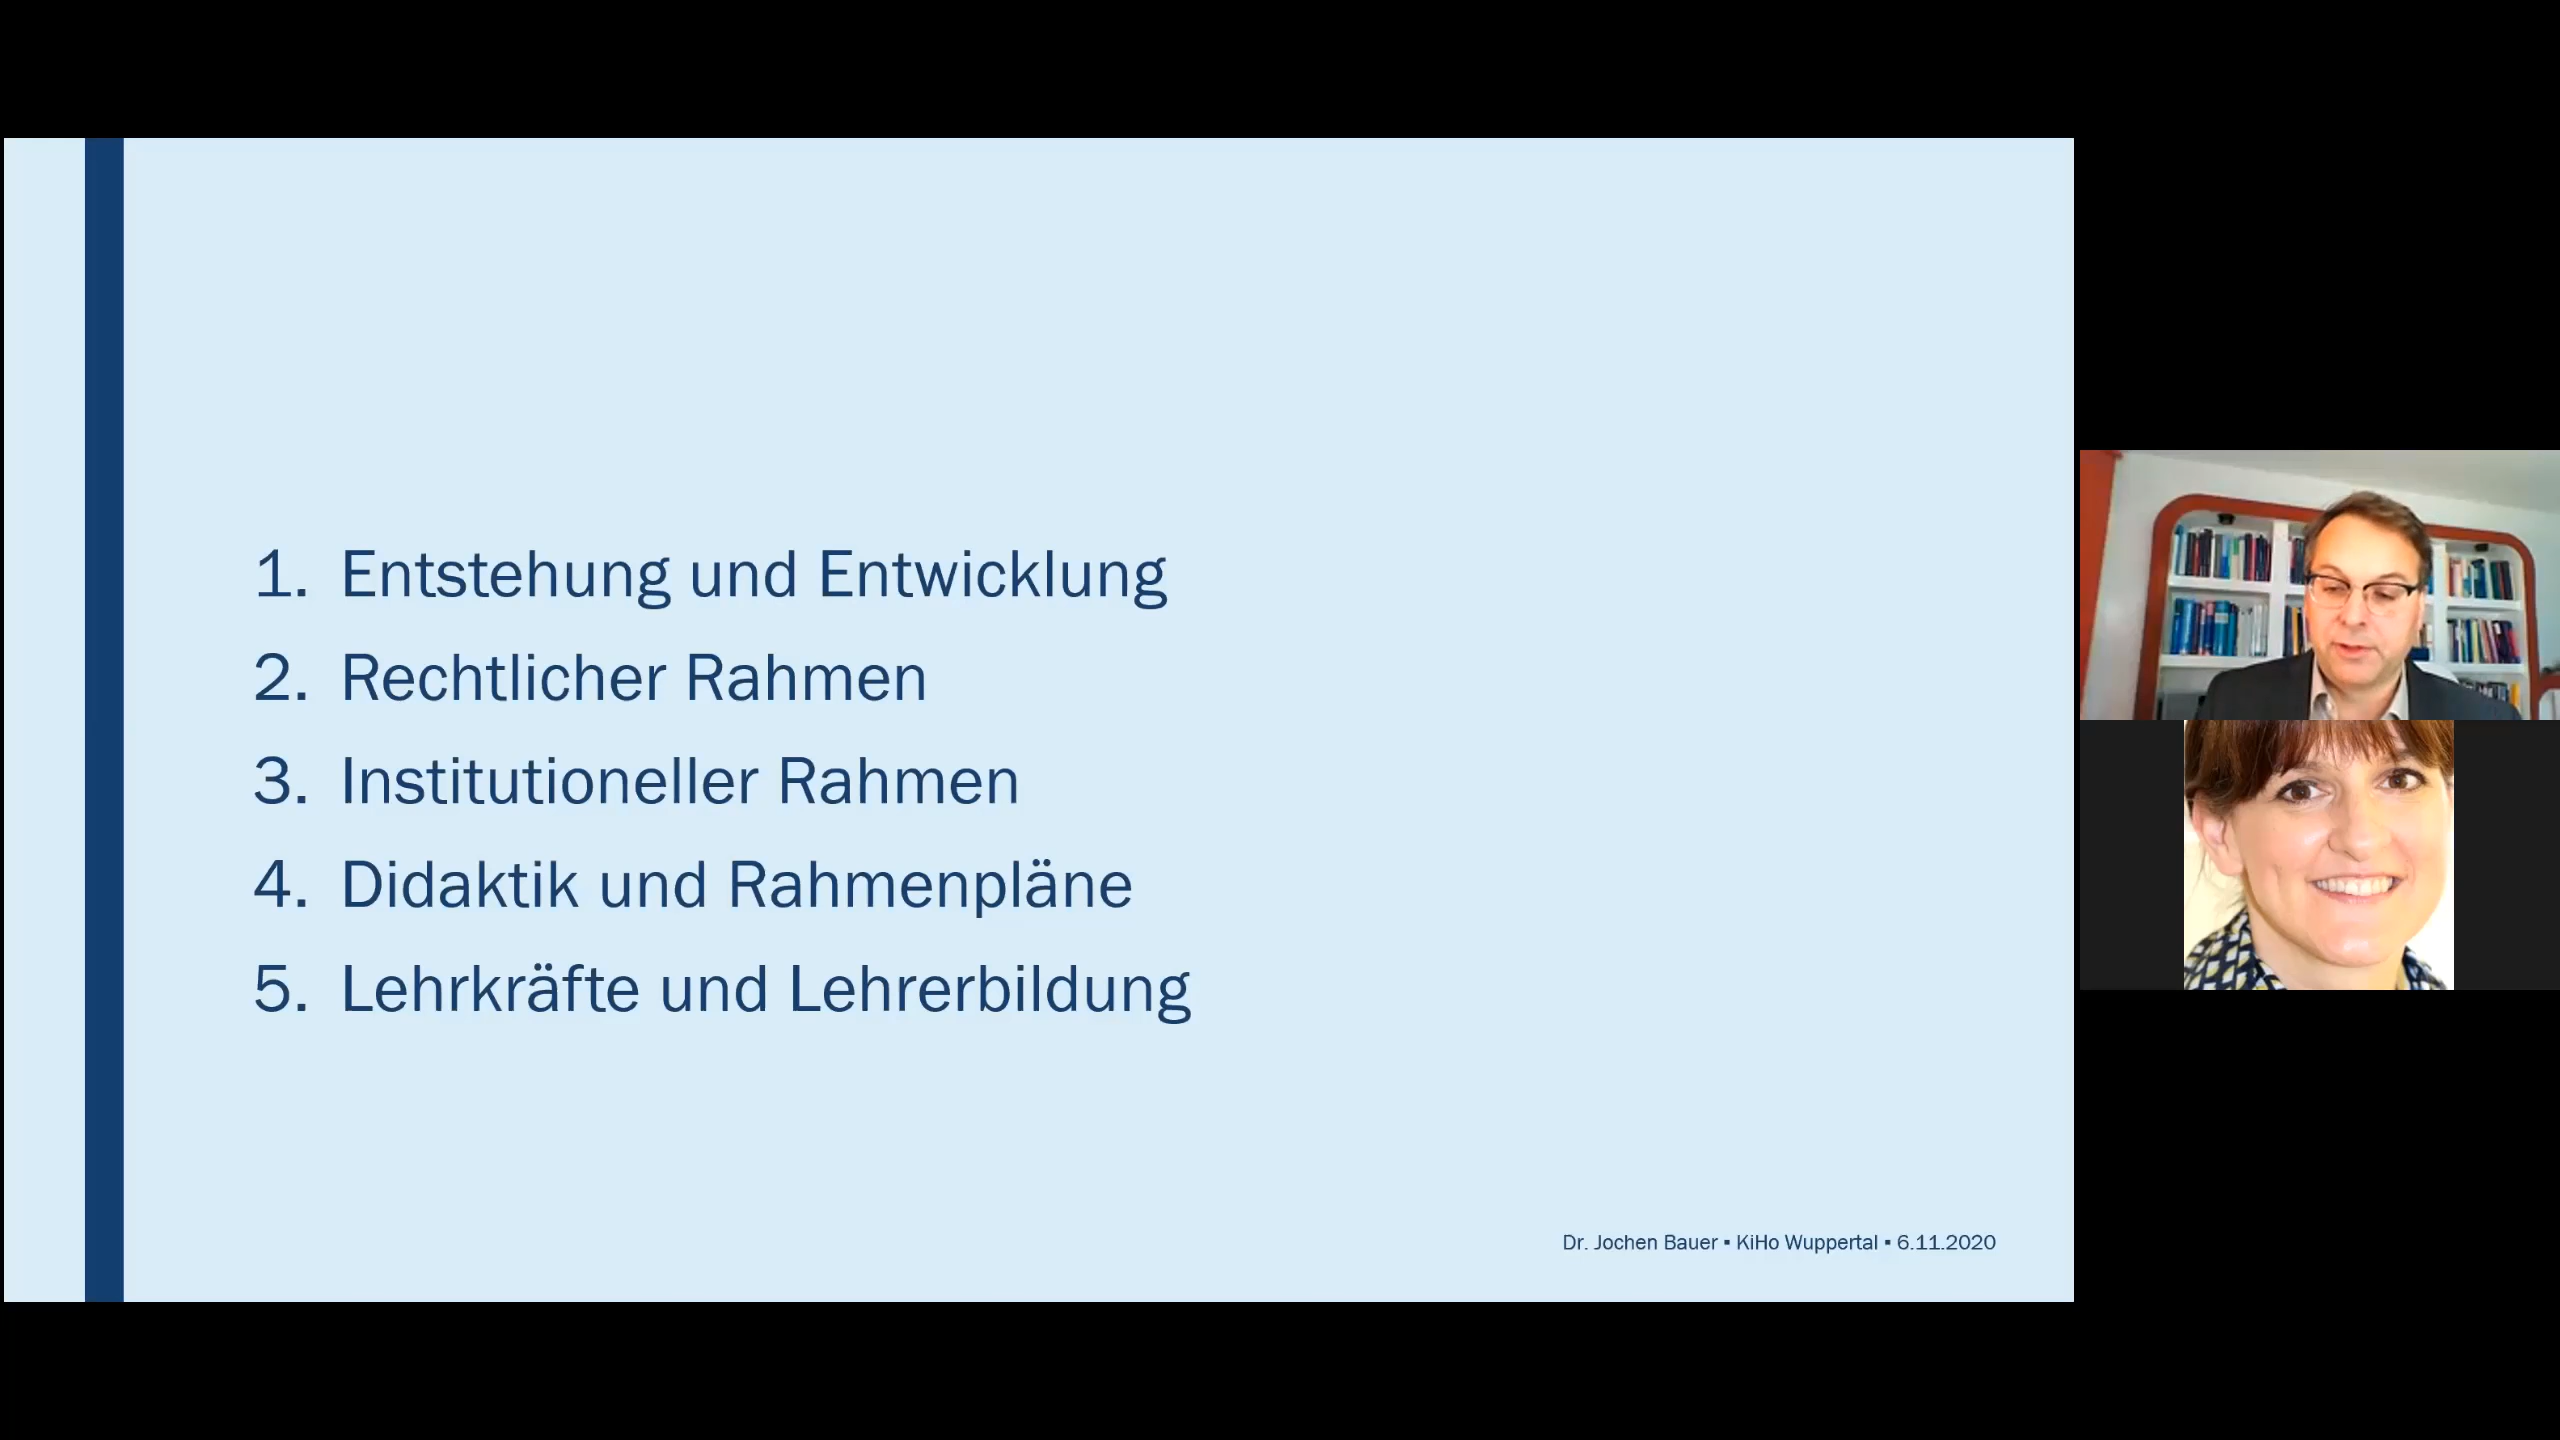 1. Entstehung und Entwicklung
2. Rechtlicher Rahmen
3. Institutioneller Rahmen
4. Didaktik und Rahmenpläne
5. Lehrkräfte und Lehrerbildung
Dr. Jochen Bauer ▪ KiHo Wuppertal ▪ 6.11.2020